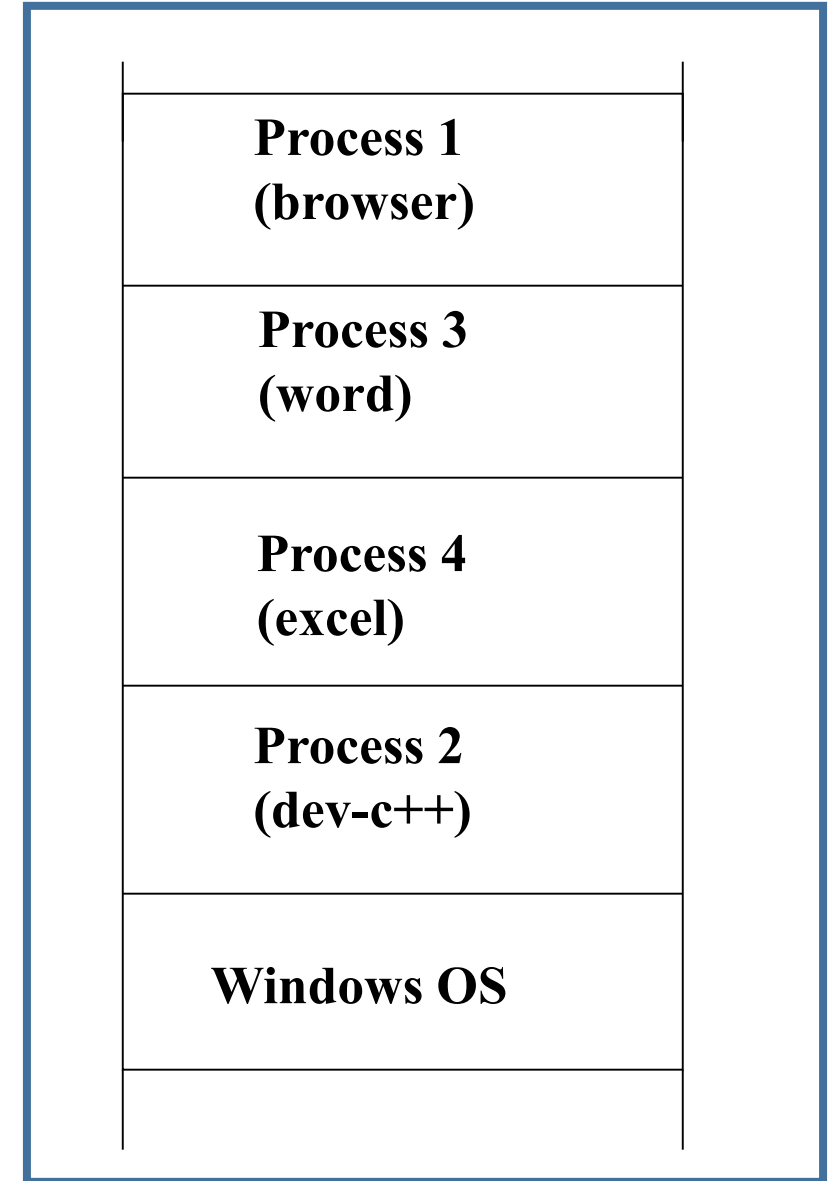 Process 1
(browser)
Process 3
(word)
Process 4
(excel)
Process 2
(dev-c++)
Windows OS